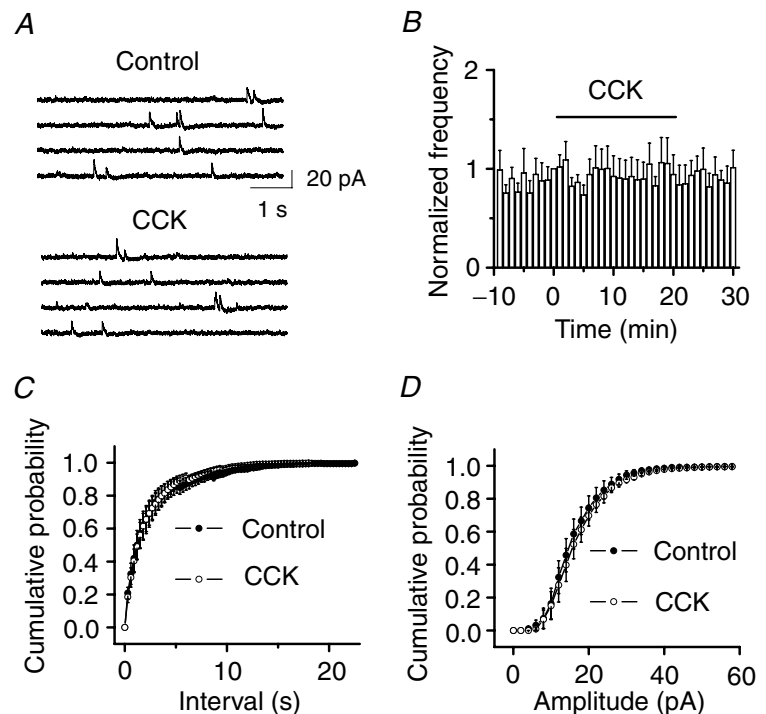 A
Control
20 pA
1 s
CCK
B
Normalized frequency
2
1
0
CCK
−10
0
10
20
30
Time (min)
C
Cumulative probability
1.0
0.8
0.6
0.4
0.2
0.0
Control
CCK
0
10
20
Interval (s)
D
Cumulative probability
1.0
0.8
0.6
0.4
0.2
0.0
Control
CCK
0
20
40
60
Amplitude (pA)